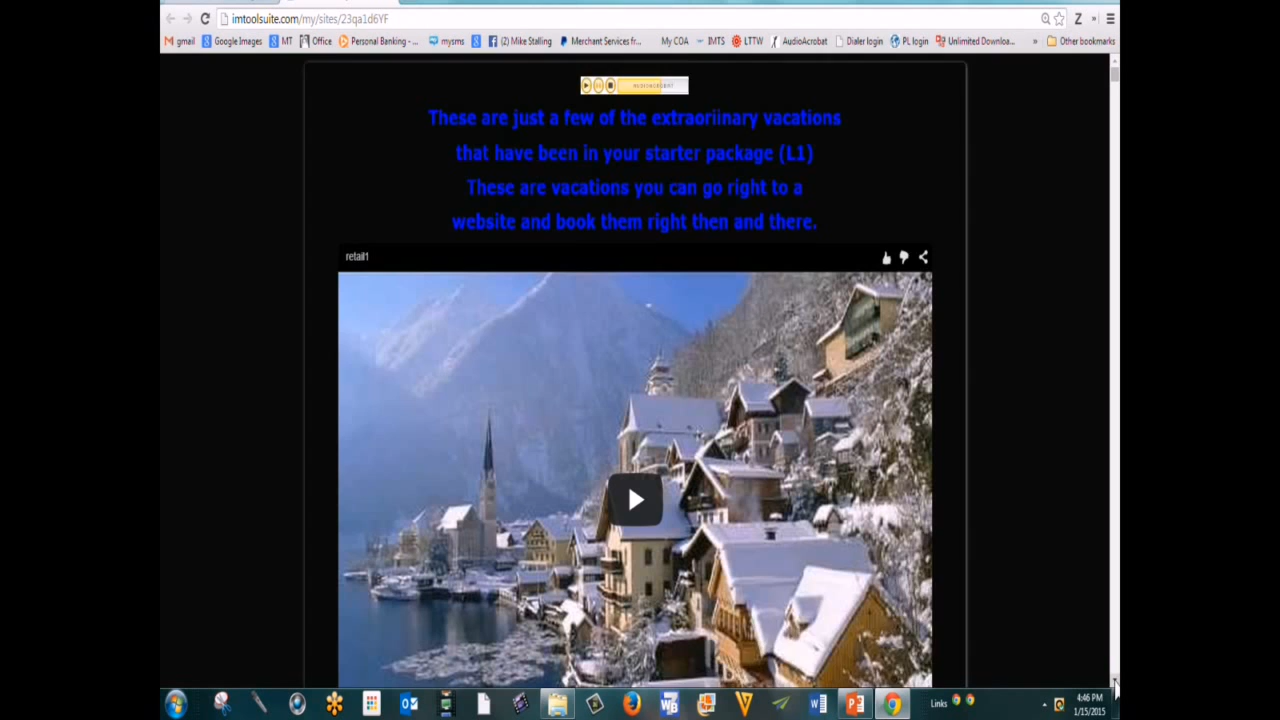 imtoolsuite.com/my/sites/23qa1d6YF
gmail Google Images MT Office Personal Banking - ... mysms (2) Mike Stalling Merchant Services fr... My COA IMTS LTTW AudioAcrobat Dialer login PL login Unlimited Downloa... » Other bookmarks
These are just a few of the extraoriinary vacations
that have been in your starter package (L1)
These are vacations you can go right to a
website and book them right then and there.
retail1
Links
4:46 PM
1/15/2015